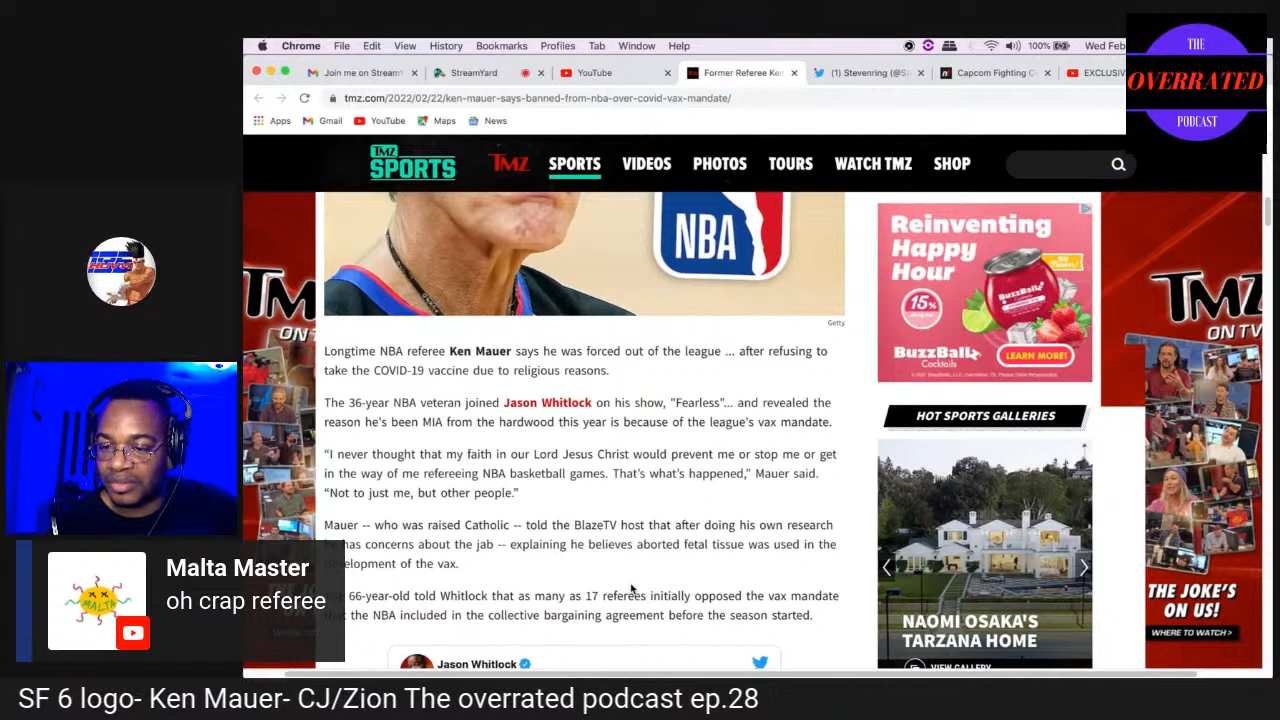 Chrome File Edit View History Bookmarks Profiles Tab Window Help 100% Wed Feb
Join me on StreamY StreamYard YouTube Former Referee Ken (1) Stevenring (@S Capcom Fighting C EXCLUSIV
tmz.com/2022/02/22/ken-mauer-says-banned-from-nba-over-covid-vax-mandate/
Apps Gmail YouTube Maps News
THE
OVERRATED
PODCAST
TMZ SPORTS TMZ SPORTS VIDEOS PHOTOS TOURS WATCH TMZ SHOP
NBA
Getty
Longtime NBA referee Ken Mauer says he was forced out of the league ... after refusing to
take the COVID-19 vaccine due to religious reasons.
The 36-year NBA veteran joined Jason Whitlock on his show, "Fearless"... and revealed the
reason he's been MIA from the hardwood this year is because of the league's vax mandate.
“I never thought that my faith in our Lord Jesus Christ would prevent me or stop me or get
in the way of me refereeing NBA basketball games. That’s what’s happened,” Mauer said.
“Not to just me, but other people.”
Mauer -- who was raised Catholic -- told the BlazeTV host that after doing his own research
has concerns about the jab -- explaining he believes aborted fetal tissue was used in the
of the vax.
66-year-old told Whitlock that as many as 17 referees initially opposed the vax mandate
the NBA included in the collective bargaining agreement before the season started.
Jason Whitlock
Reinventing
Happy
Hour
15%
BuzzBallz
Cocktails
LEARN MORE!
HOT SPORTS GALLERIES
NAOMI OSAKA'S
TARZANA HOME
VIEW GALLERY
TM
ON T
TMZ
ON TV
THE JOKE'S
ON US!
WHERE TO WATCH >
MALTA
Malta Master
oh crap referee
SF 6 logo- Ken Mauer- CJ/Zion The overrated podcast ep.28